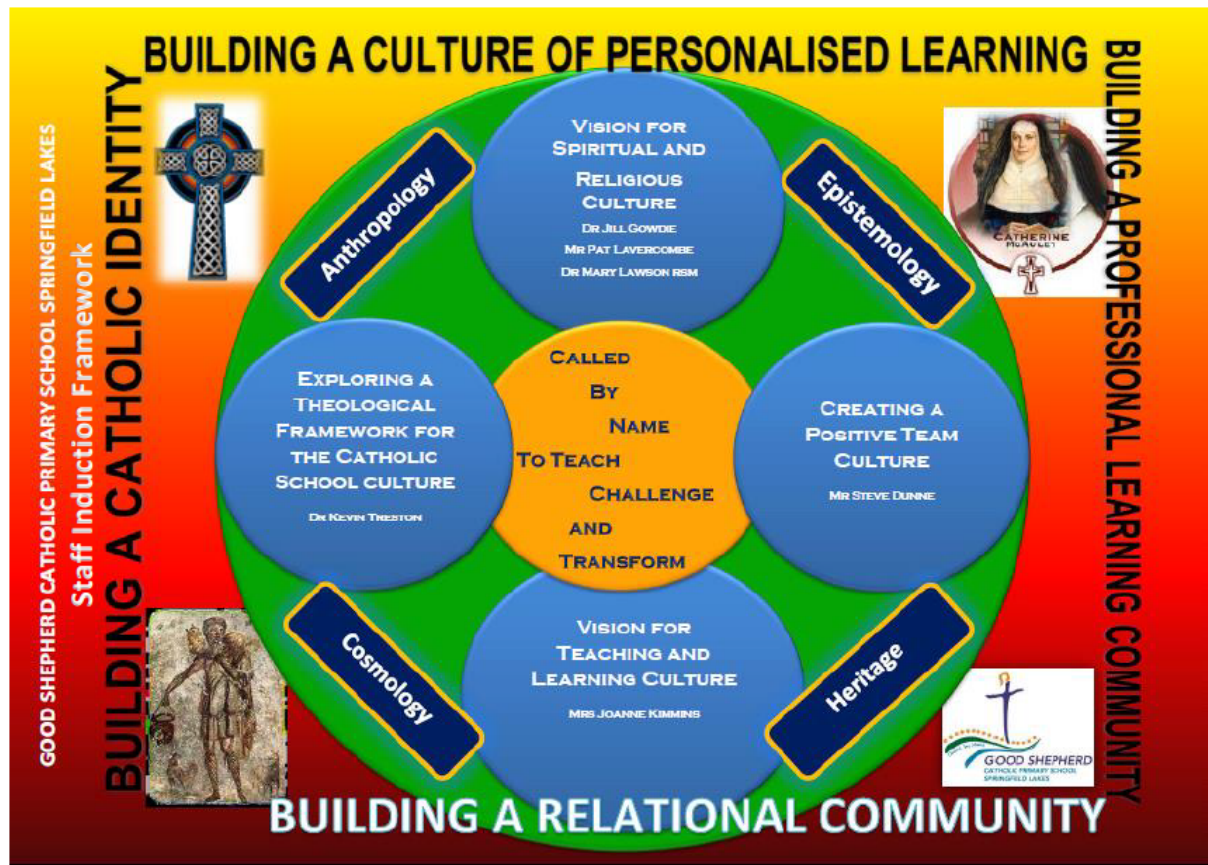 BUILDING A CULTURE OF PERSONALISED LEARNING
GOOD SHEPHERD CATHOLIC PRIMARY SCHOOL SPRINGFIELD LAKES
Staff Induction Framework
BUILDING A CATHOLIC IDENTITY
Anthropology
VISION FOR
SPIRITUAL AND
RELIGIOUS
CULTURE
DR JILL GOWDIE
MR PAT LAVERCOMBE
DR MARY LAWSON RSM
Epistemology
CATHERINE
MCAULEY
BUILDING A PROFESSIONAL LEARNING COMMUNITY
EXPLORING A
THEOLOGICAL
FRAMEWORK FOR
THE CATHOLIC
SCHOOL CULTURE
DR KEVIN TRESTON
CALLED
BY
NAME
TO TEACH
CHALLENGE
AND
TRANSFORM
CREATING A
POSITIVE TEAM
CULTURE
MR STEVE DUNNE
Cosmology
VISION FOR
TEACHING AND
LEARNING CULTURE
MRS JOANNE KIMMINS
Heritage
GOOD SHEPHERD
CATHOLIC PRIMARY SCHOOL
SPRINGFIELD LAKES
BUILDING A RELATIONAL COMMUNITY